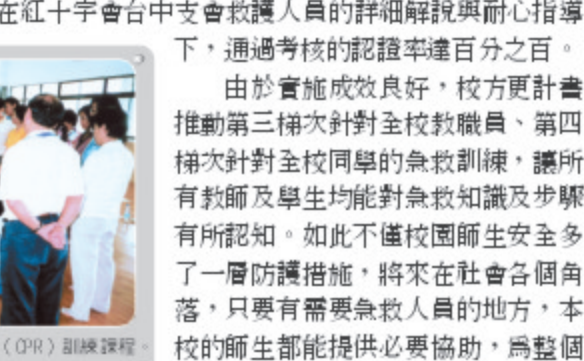 在紅十字會台中支會救護人員的詳細解說與耐心指導
下，通過考核的認證率達百分之百。
由於實施成效良好，校方更計畫
推動第三梯次針對全校教職員、第四
梯次針對全校同學的急救訓練，讓所
有教師及學生均能對急救知識及步驟
有所認知。如此不僅校園師生安全多
了一層防護措施，將來在社會各個角
落，只要有需要急救人員的地方，本
校的師生都能提供必要協助，為整個
（CPR）訓練課程。